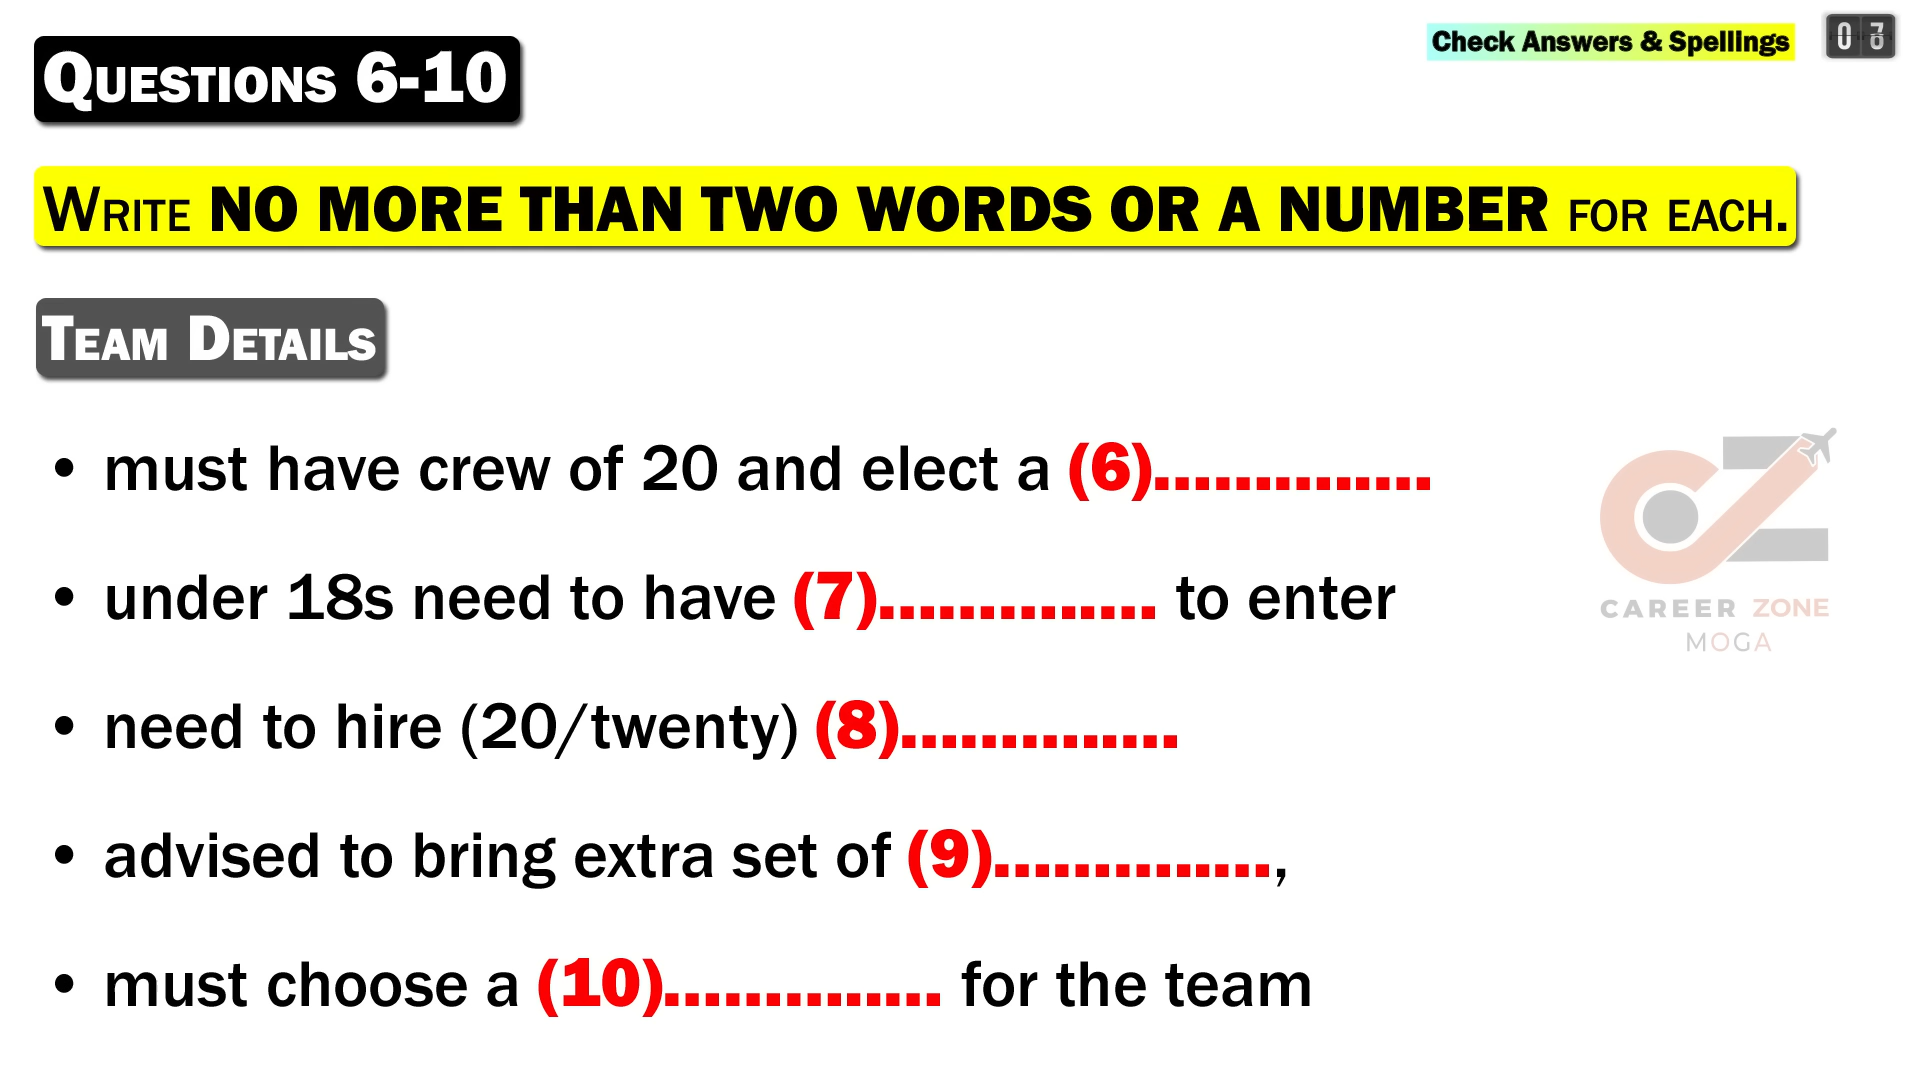 QUESTIONS 6-10
Check Answers & Spellings
WRITE NO MORE THAN TWO WORDS OR A NUMBER FOR EACH.
TEAM DETAILS
• must have crew of 20 and elect a (6)..............
• under 18s need to have (7).............. to enter
• need to hire (20/twenty) (8)..............
• advised to bring extra set of (9)..............,
• must choose a (10).............. for the team
CAREER ZONE
MOGA